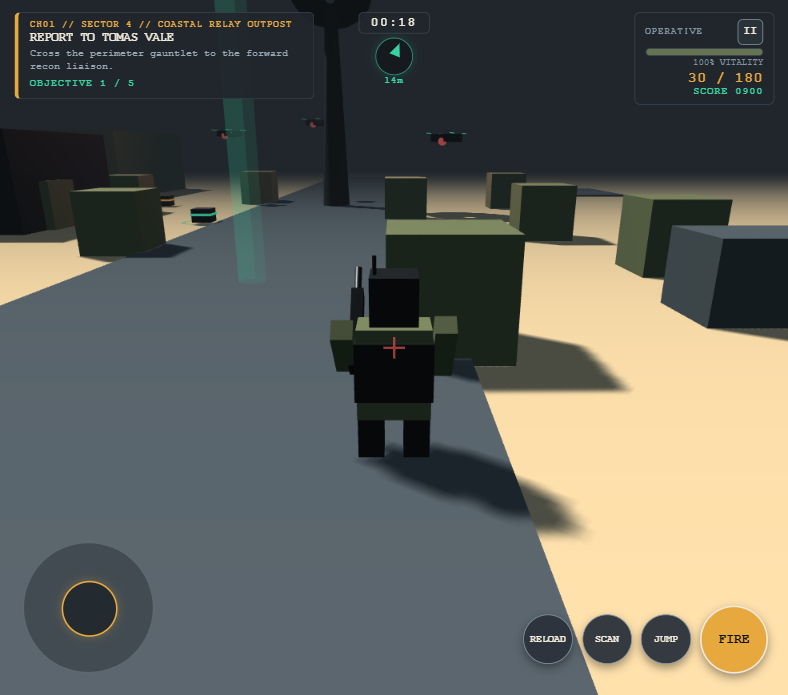 CH01 // SECTOR 4 // COASTAL RELAY OUTPOST
REPORT TO TOMAS VALE
Cross the perimeter gauntlet to the forward
recon liaison.
OBJECTIVE 1 / 5
00:18
14m
OPERATIVE
II
100% VITALITY
30 / 180
SCORE 0900
RELOAD
SCAN
JUMP
FIRE